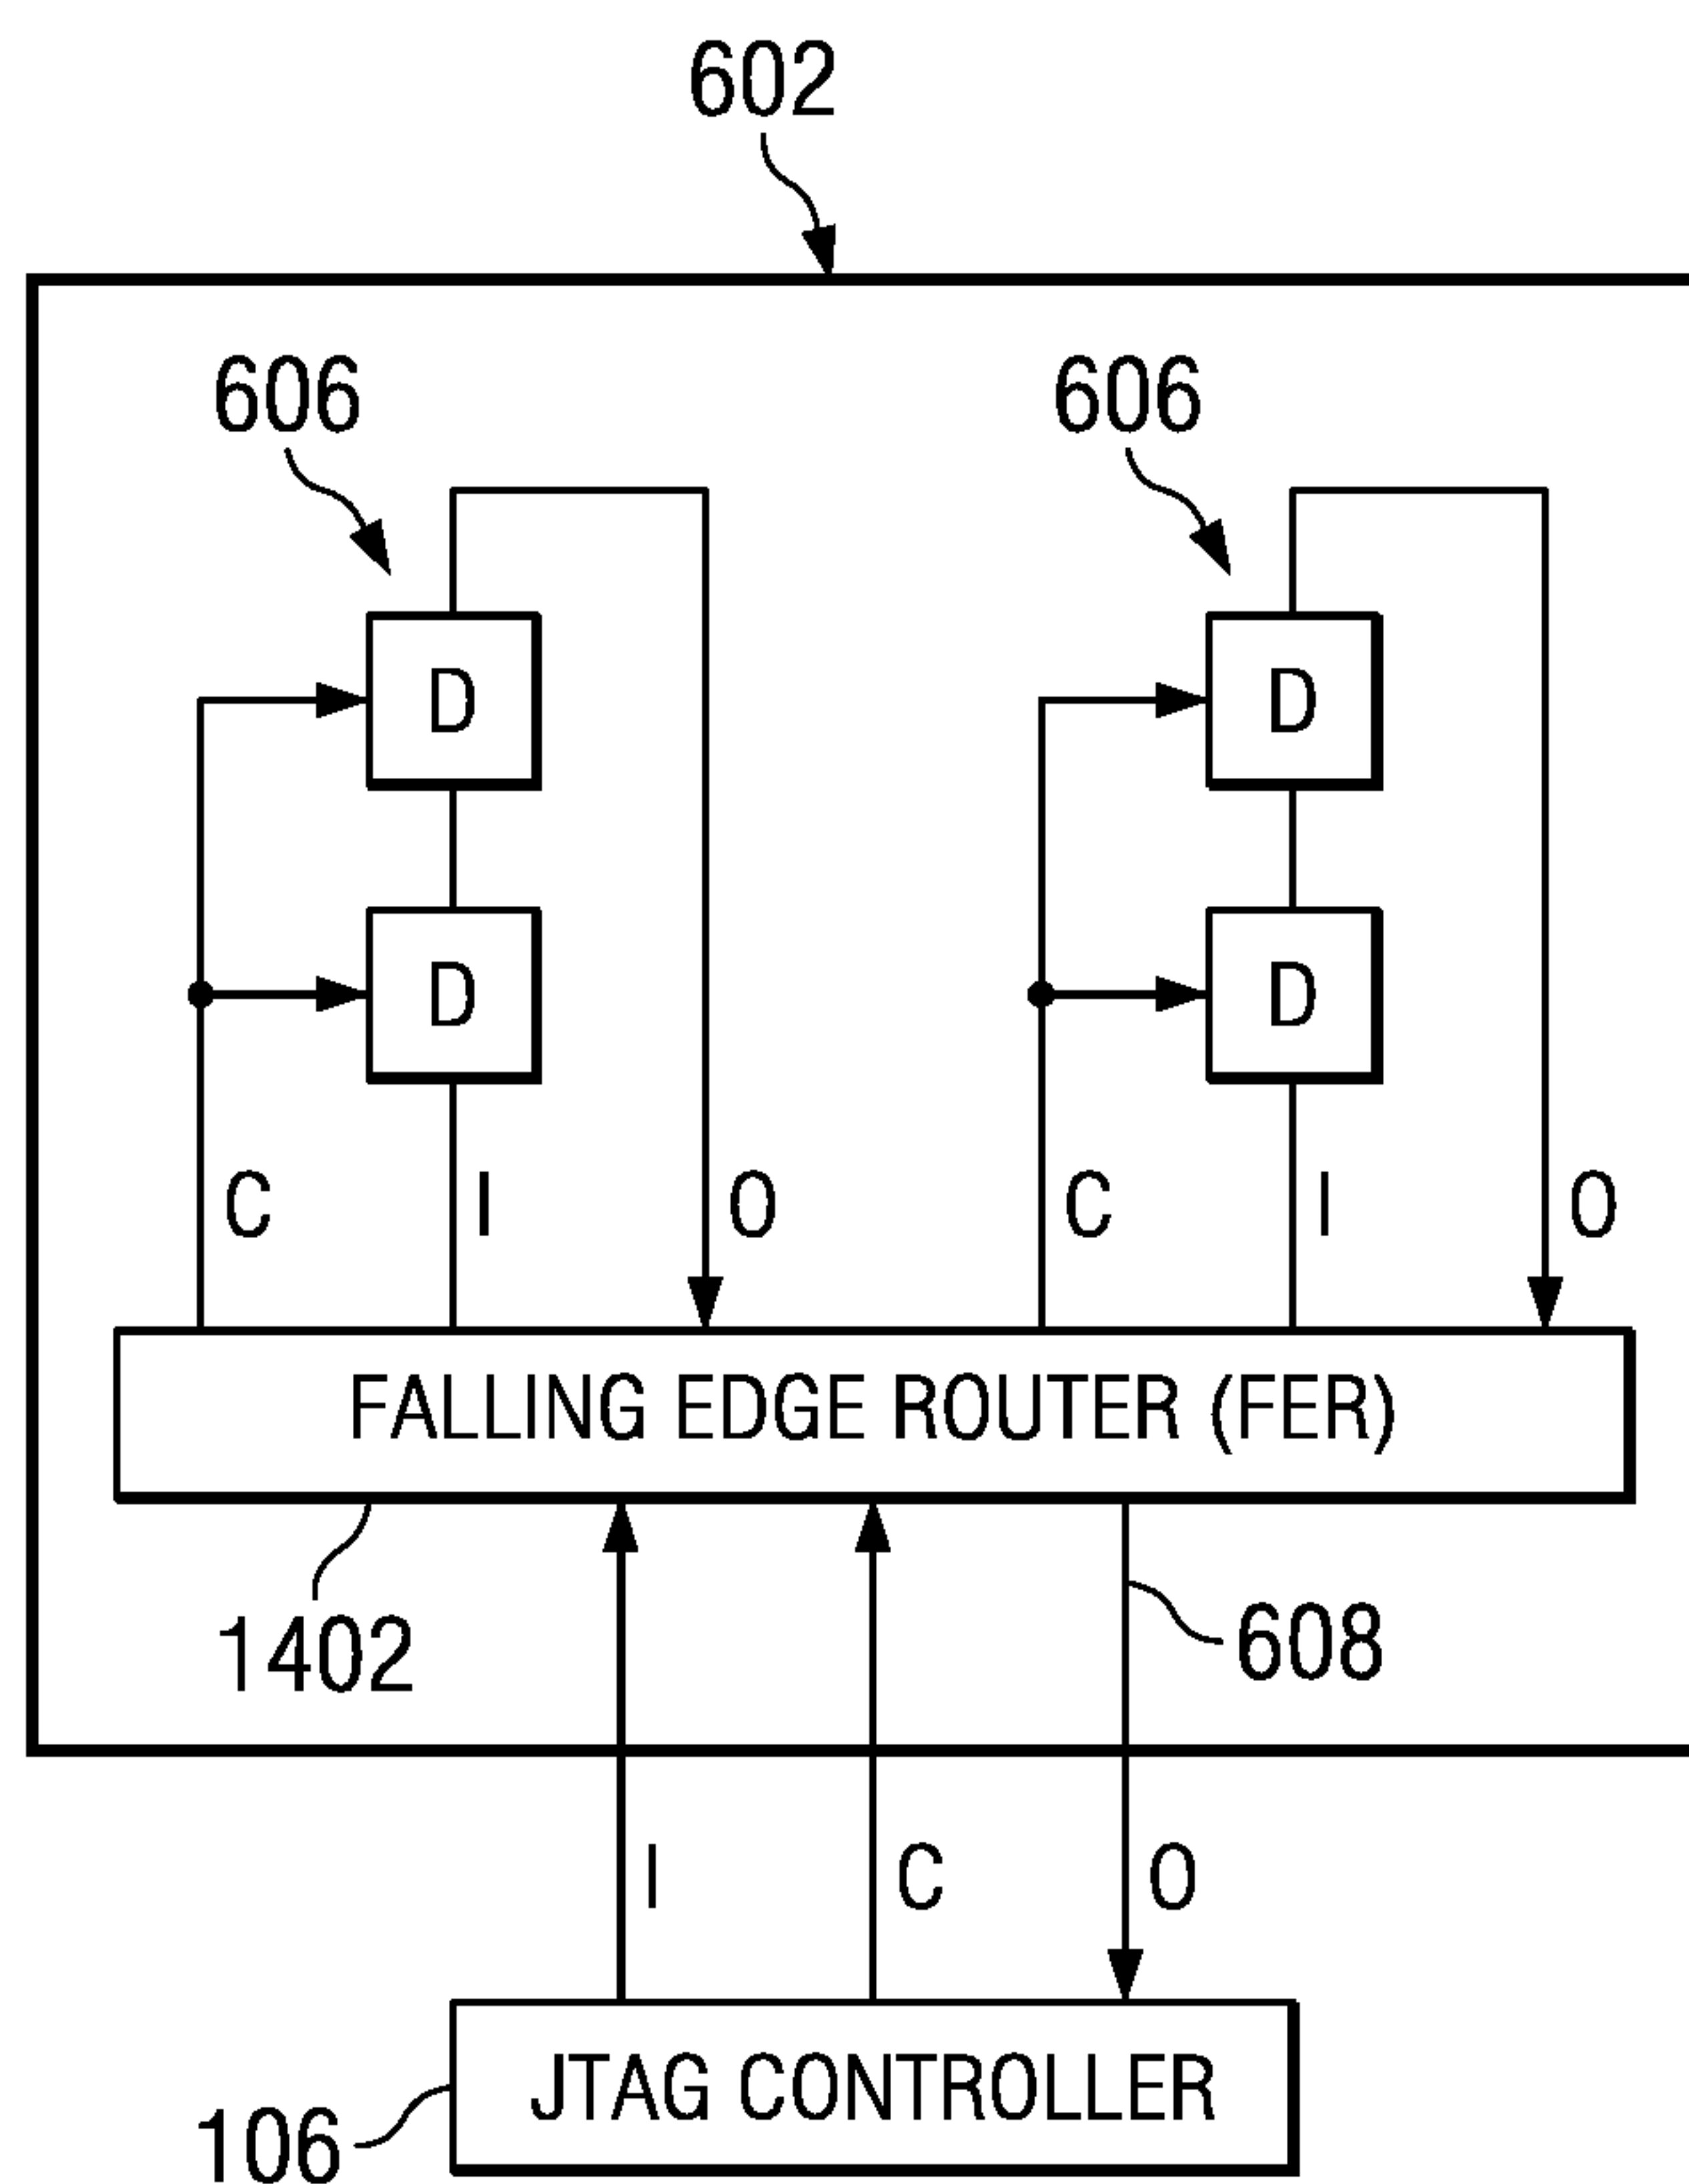 602
606 606
D D
D D
C I O C I O
FALLING EDGE ROUTER (FER)
1402 608
I C O
JTAG CONTROLLER
106